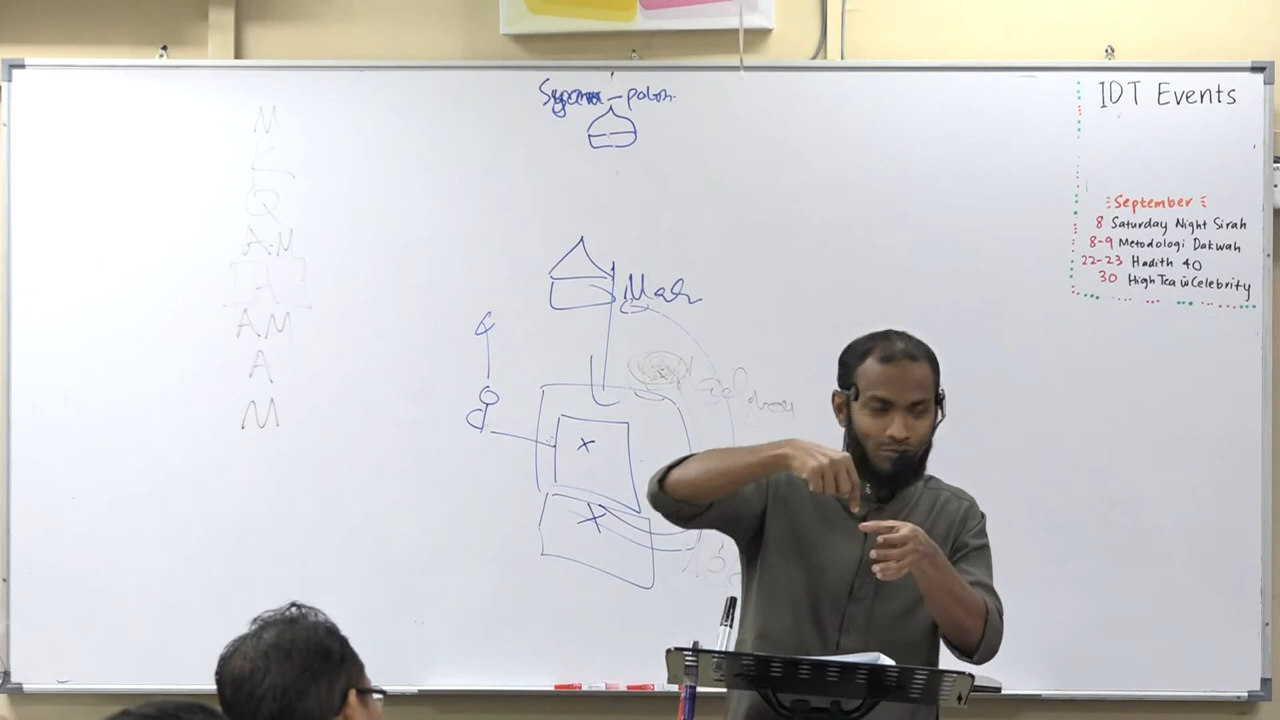 M
K
Q
A M
H
A M
A
M
IDT Events
September
8 Saturday Night Sirah
8-9 Metodologi Dakwah
22-23 Hadith 40
30 High Tea w Celebrity